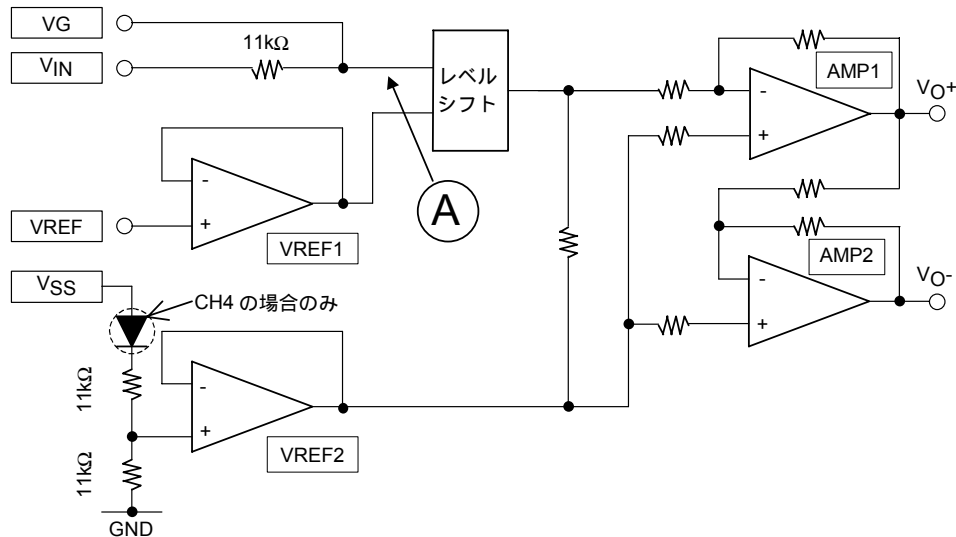 VG
VIN
11kΩ
レベル
シフト
A
VREF
VREF1
VSS
CH4 の場合のみ
11kΩ
11kΩ
GND
VREF2
-
+
-
+
-
+
AMP1
VO+
-
+
AMP2
VO-